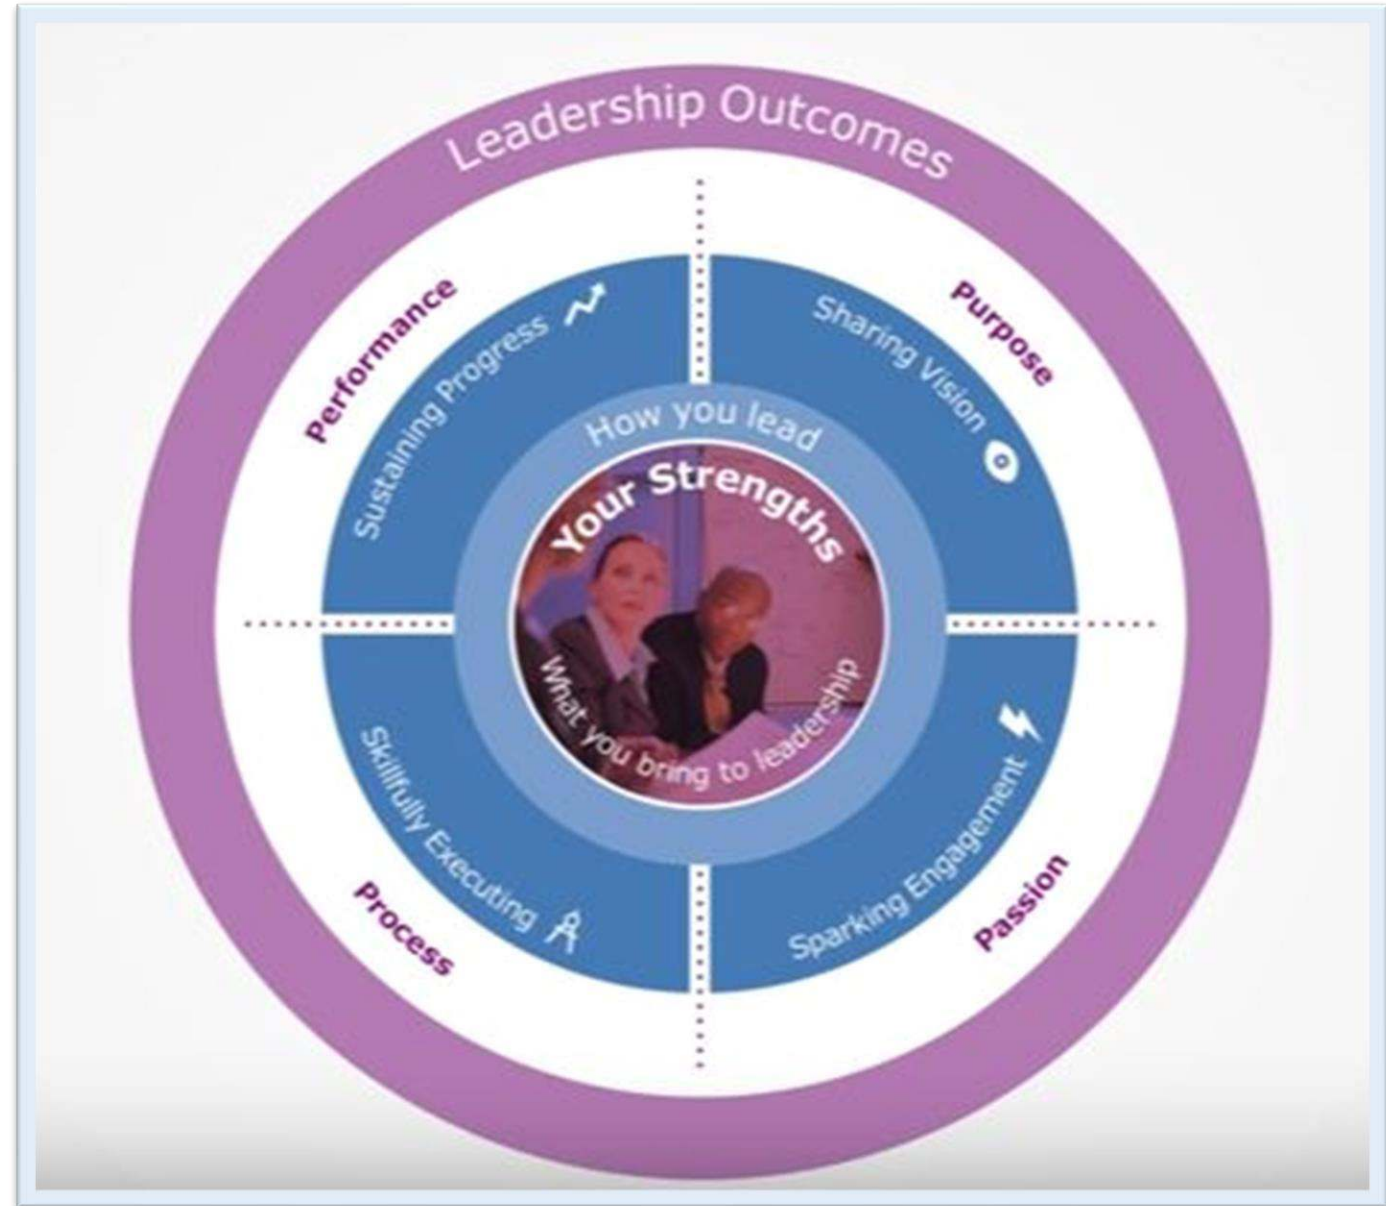 Leadership Outcomes
Performance
Purpose
Sustaining Progress
Sharing Vision
How you lead
Your Strengths
What you bring to leadership
Skillfully Executing
Sparking Engagement
Process
Passion